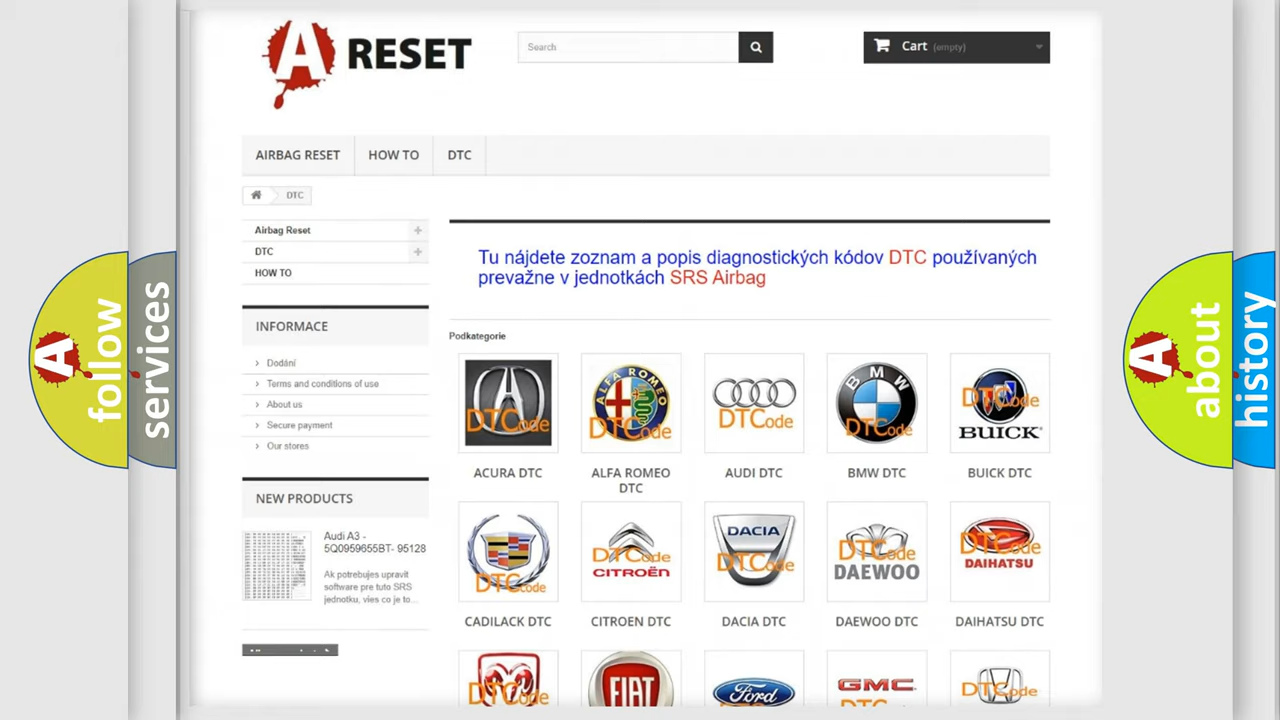 A RESET
Search
Cart (empty)
AIRBAG RESET
HOW TO
DTC
DTC
Airbag Reset
DTC
HOW TO
INFORMACE
Dodání
Terms and conditions of use
About us
Secure payment
Our stores
NEW PRODUCTS
Audi A3 -
5Q0959655BT- 95128
Ak potrebujes upravit
software pre tuto SRS
jednotku, vies co je to...
Tu nájdete zoznam a popis diagnostických kódov DTC používaných
prevažne v jednotkách SRS Airbag
Podkategorie
DTCode
ALFA ROMEO
DTCode
DTCode
BMW
DTCode
DTCode
BUICK
ACURA DTC
ALFA ROMEO
DTC
AUDI DTC
BMW DTC
BUICK DTC
DTCode
DTCode
CITROËN
DACIA
DTCode
DTCode
DAEWOO
DTCode
DAIHATSU
CADILACK DTC
CITROEN DTC
DACIA DTC
DAEWOO DTC
DAIHATSU DTC
DTCode
FIAT
Ford
GMC
DTCode
A follow
services
A about
history